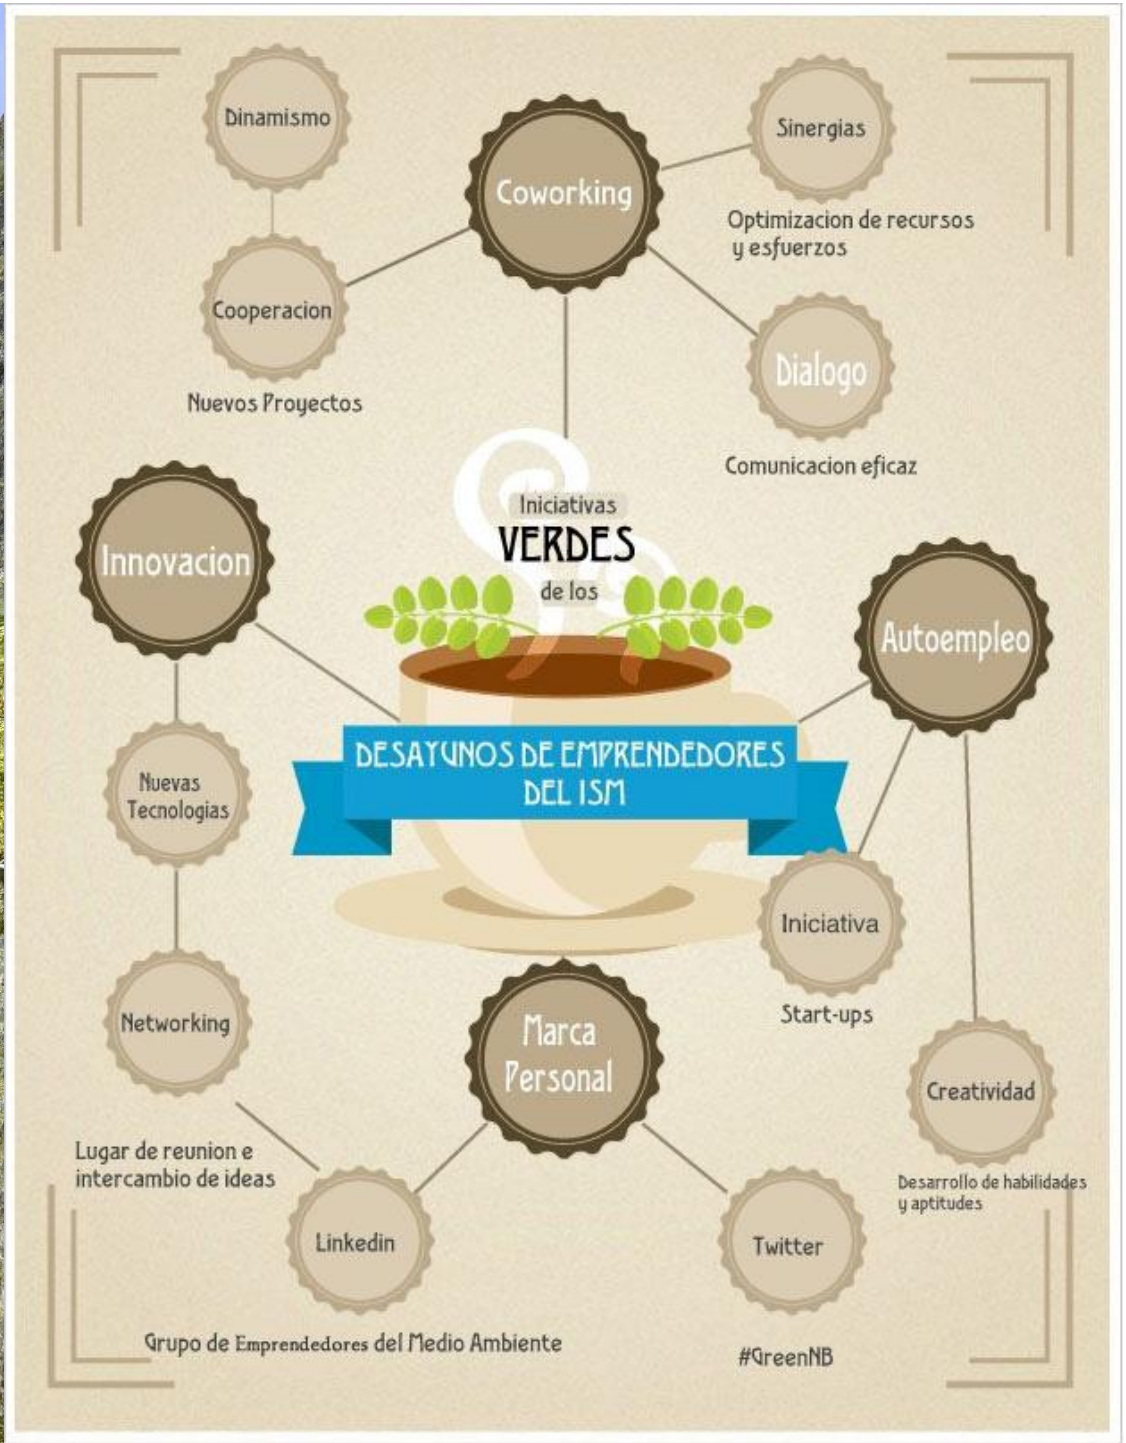 Dinamismo
Coworking
Sinergias
Optimizacion de recursos
y esfuerzos
Cooperacion
Nuevos Proyectos
Dialogo
Comunicacion eficaz
Innovacion
Iniciativas
VERDES
de los
Autoempleo
DESAYUNOS DE EMPRENDEDORES
DEL ISM
Nuevas
Tecnologias
Iniciativa
Start-ups
Networking
Lugar de reunion e
intercambio de ideas
Marca
Personal
Creatividad
Desarrollo de habilidades
y aptitudes
Linkedin
Grupo de Emprendedores del Medio Ambiente
Twitter
#GreenNB